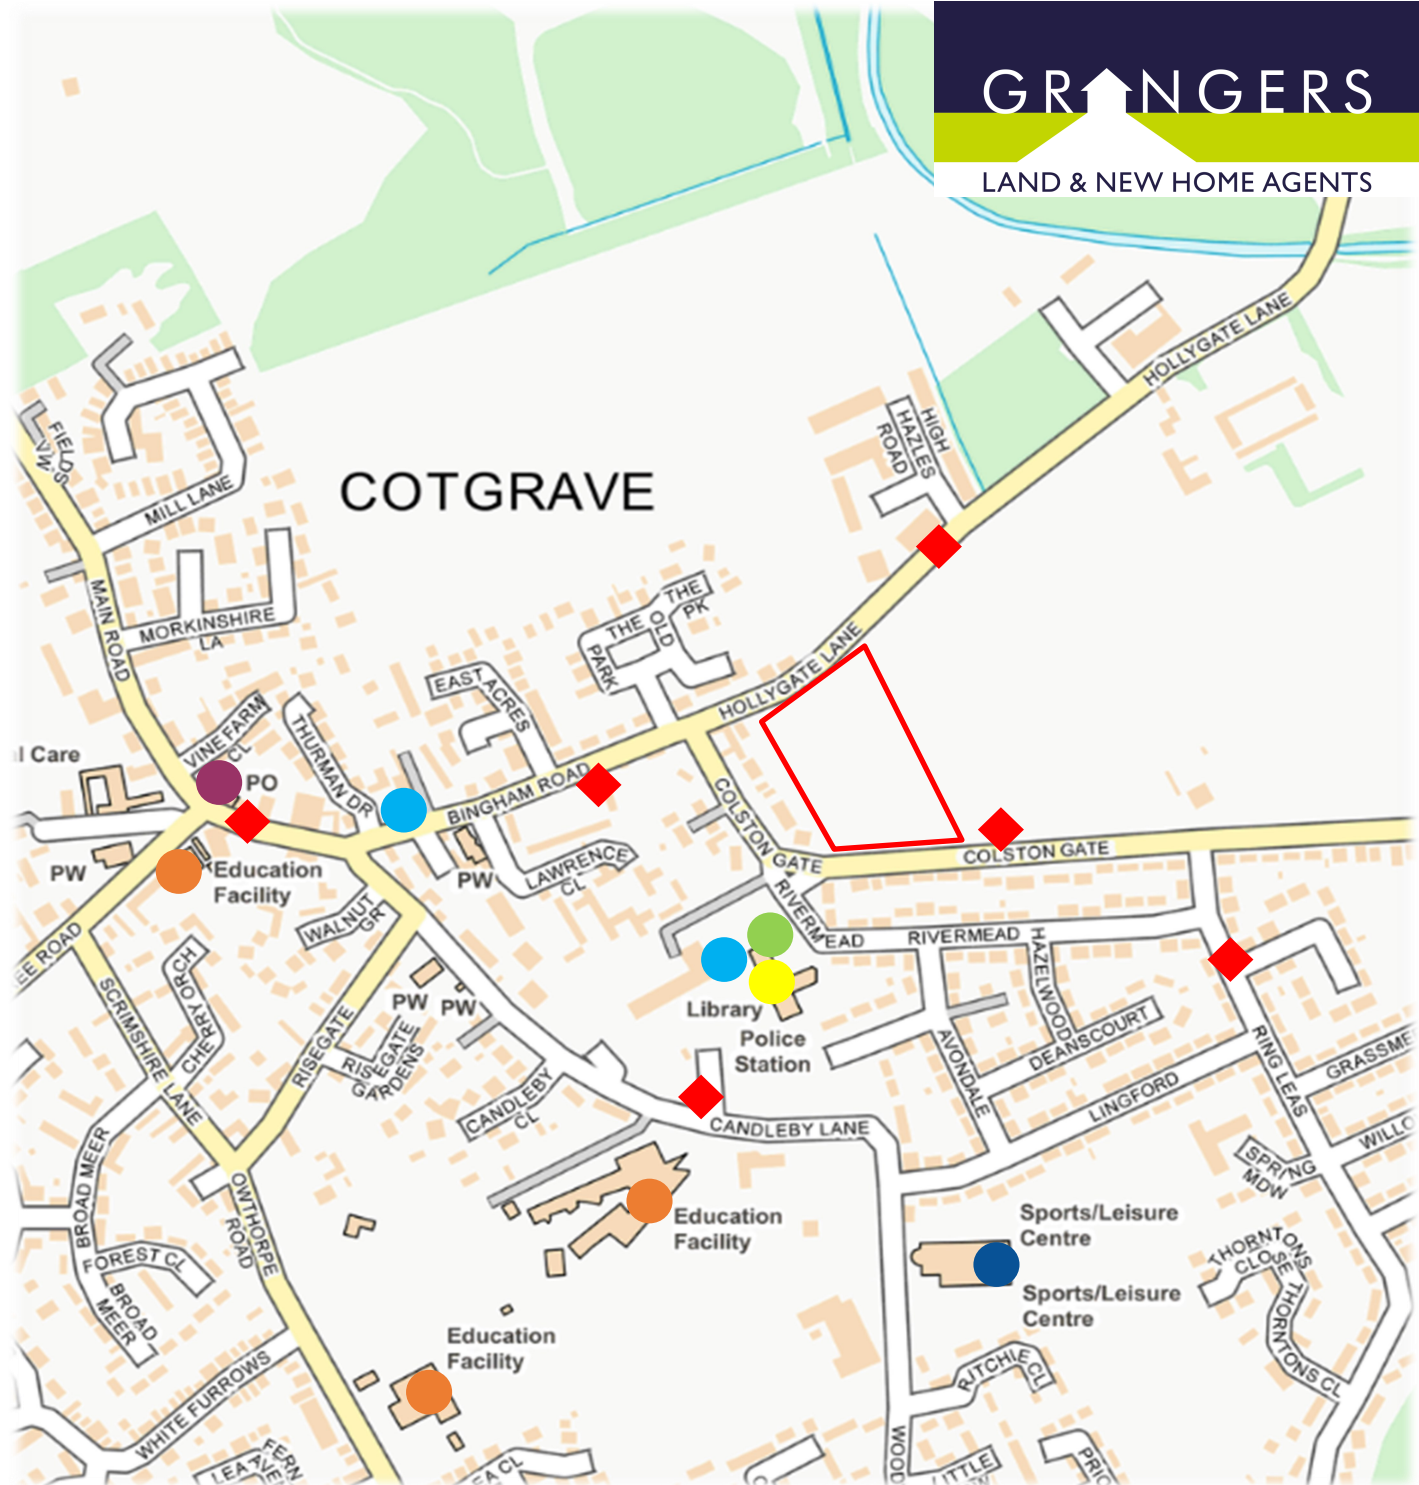 GRANGERS
LAND & NEW HOME AGENTS
HOLLYGATE LANE
HIGH
HAZLES
ROAD
FIELDS
VW
MILL LANE
COTGRAVE
MAIN ROAD
MORKINSHIRE
LA
THE
PK
THE OLD
PARK
HOLLYGATE LANE
EAST ACRES
VINE FARM
CL
THURMAN DR
l Care
PO
BINGHAM ROAD
COLSTON GATE
COLSTON GATE
PW
Education
Facility
PW
LAWRENCE
CL
WALNUT
GR
RIVERMEAD
RIVERMEAD
HAZELWOOD
EE ROAD
CHERRY ORCH
SCRIMSHIRE LANE
RISEGATE
PW
PW
RISEGATE
GARDENS
Library
Police
Station
AVONDALE
DEANSCOURT
LINGFORD
RING LEAS
GRASSME
WILLO
SPRING
MDW
CANDLEBY
CL
CANDLEBY LANE
BROAD MEER
OWTHORPE
ROAD
FOREST CL
BROAD
MEER
Education
Facility
Sports/Leisure
Centre
Sports/Leisure
Centre
THORNTONS
CLOSE
THORNTONS CL
Education
Facility
WHITE FURROWS
RITCHIE CL
WOOD
LITTLE
FERN
LEA AVE
EA CL